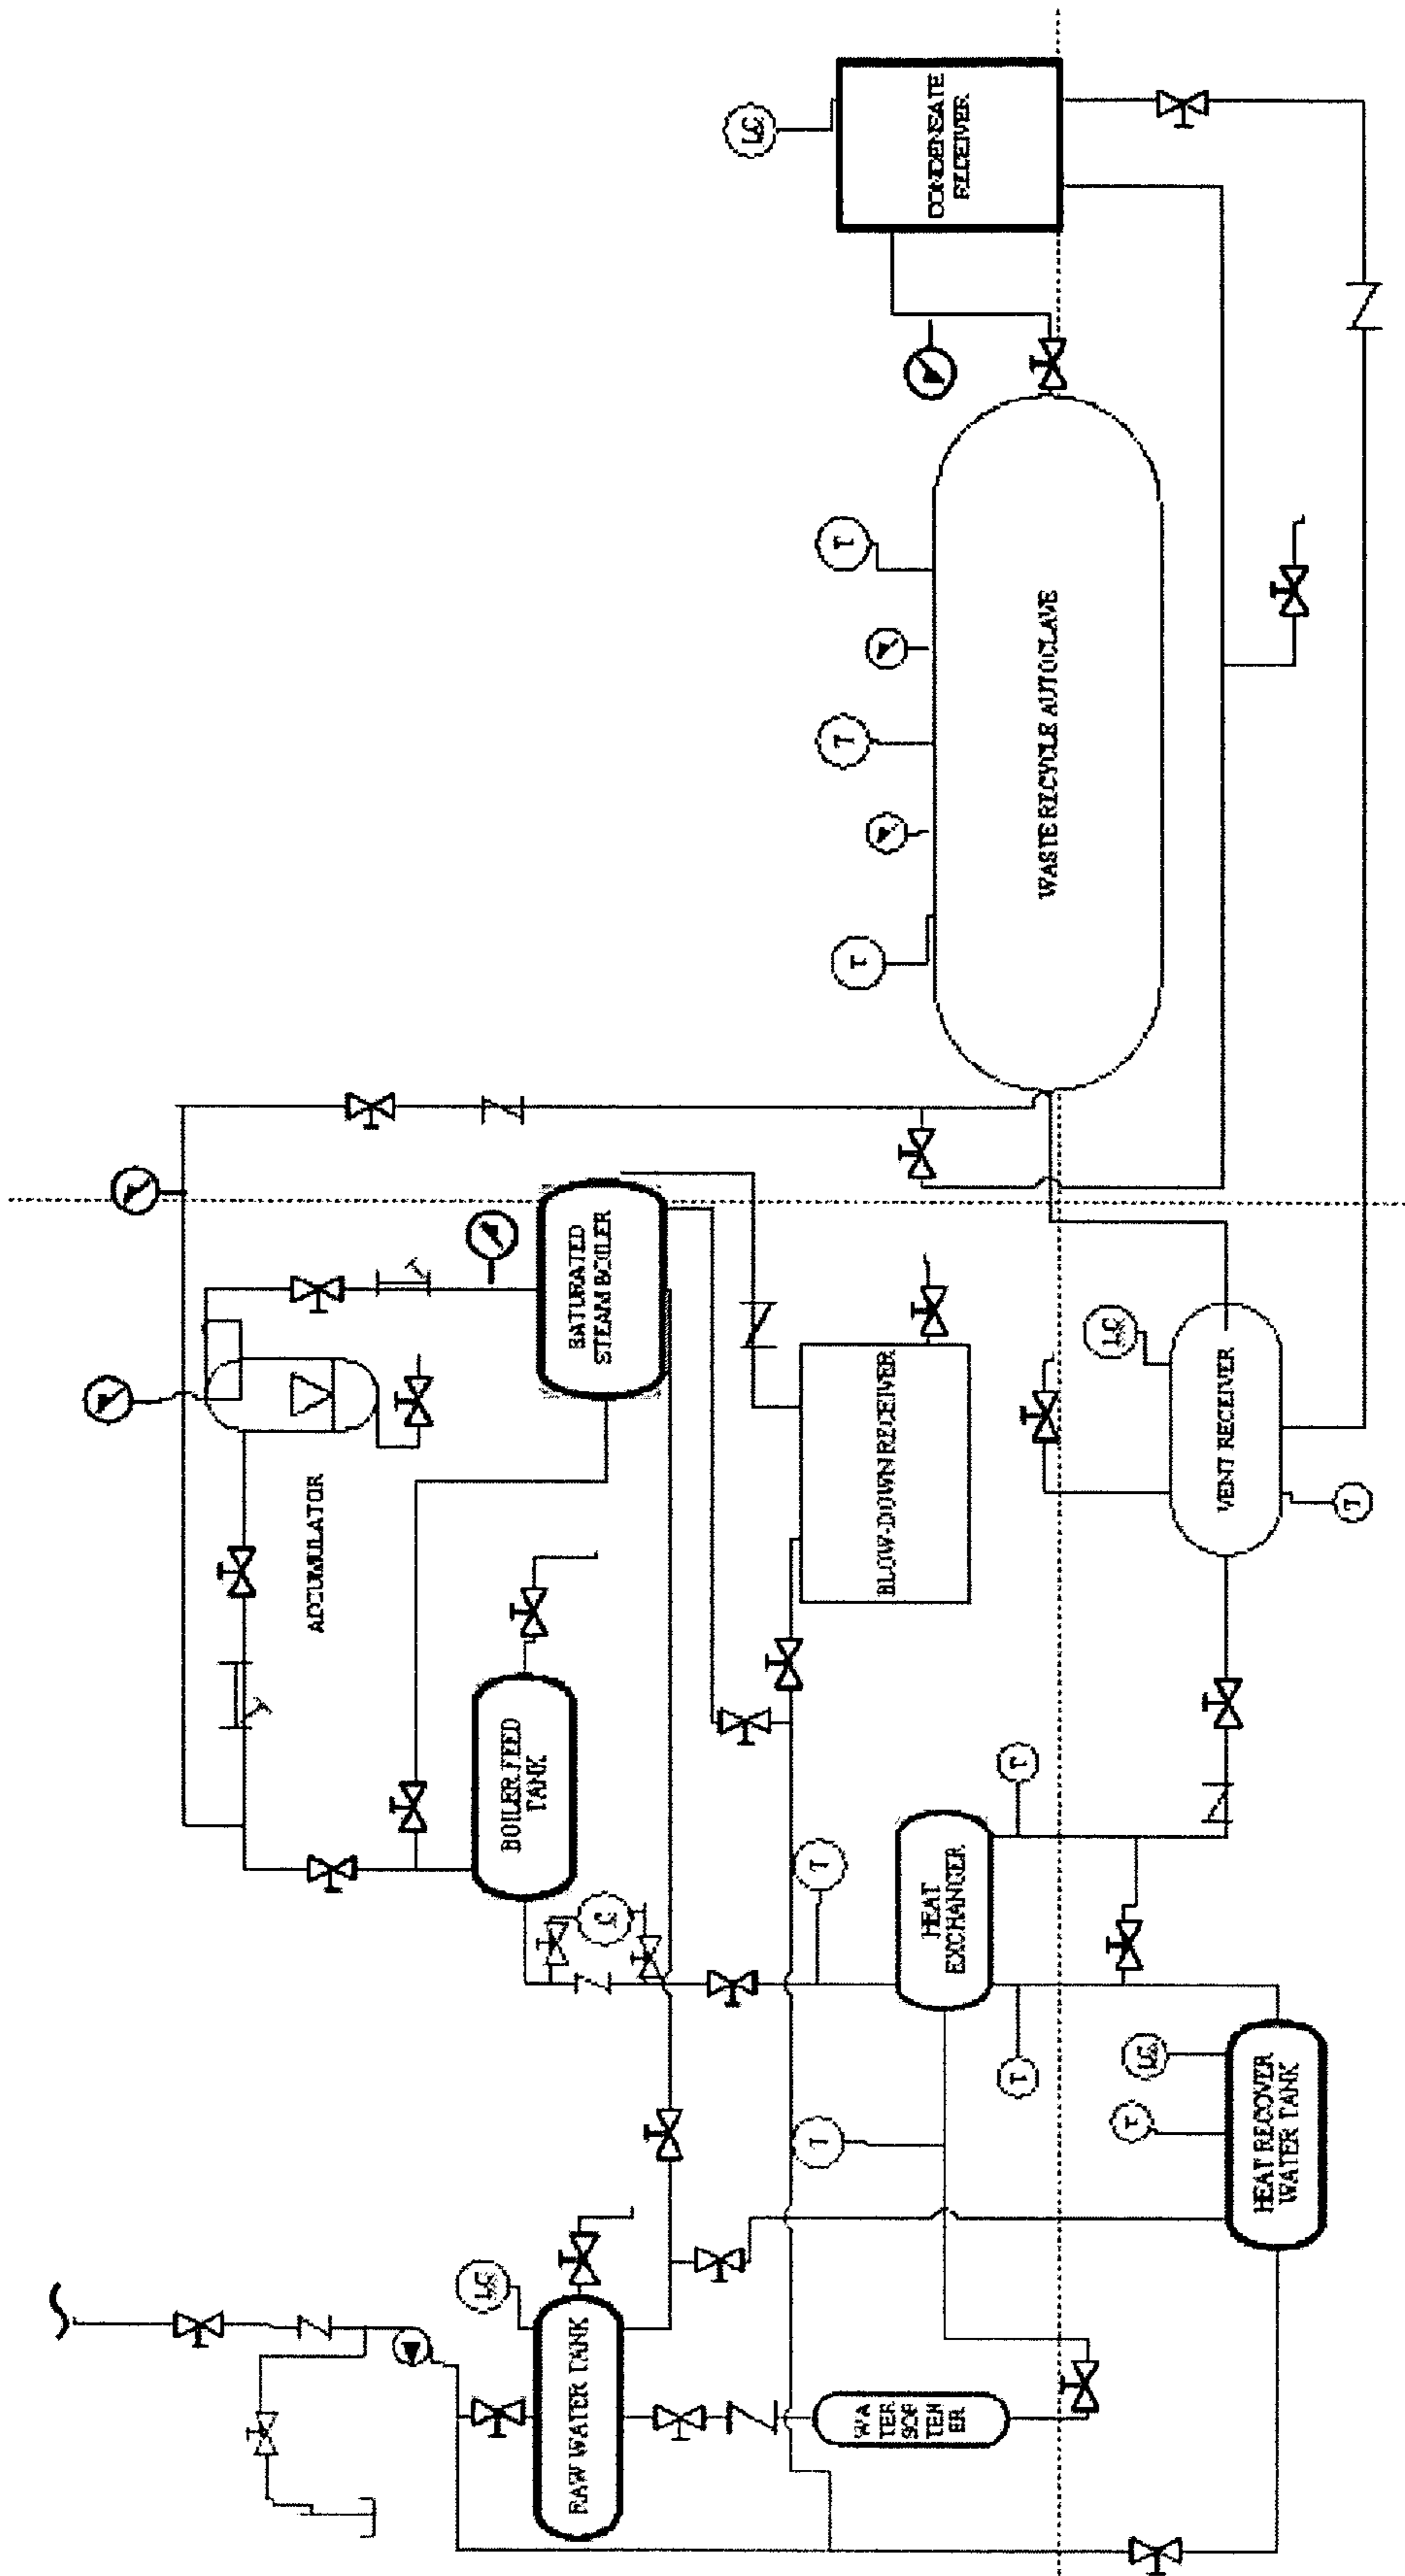 ACCUMULATOR
LC
RAW WATER TANK
BOILER FEED
TANK
C
SATURATED
STEAM BOILER
LC
T
T
WA
TER
SOF
TEN
ER
BLOW-DOWN RECEIVER
HEAT
EXCHANGER
T
T
T
CONDENSATE
RECEIVER
T
T
WASTE RECYCLE AUTOCLAVE
T
LC
LC
VENT RECEIVER
HEAT RECOVER
WATER TANK
T